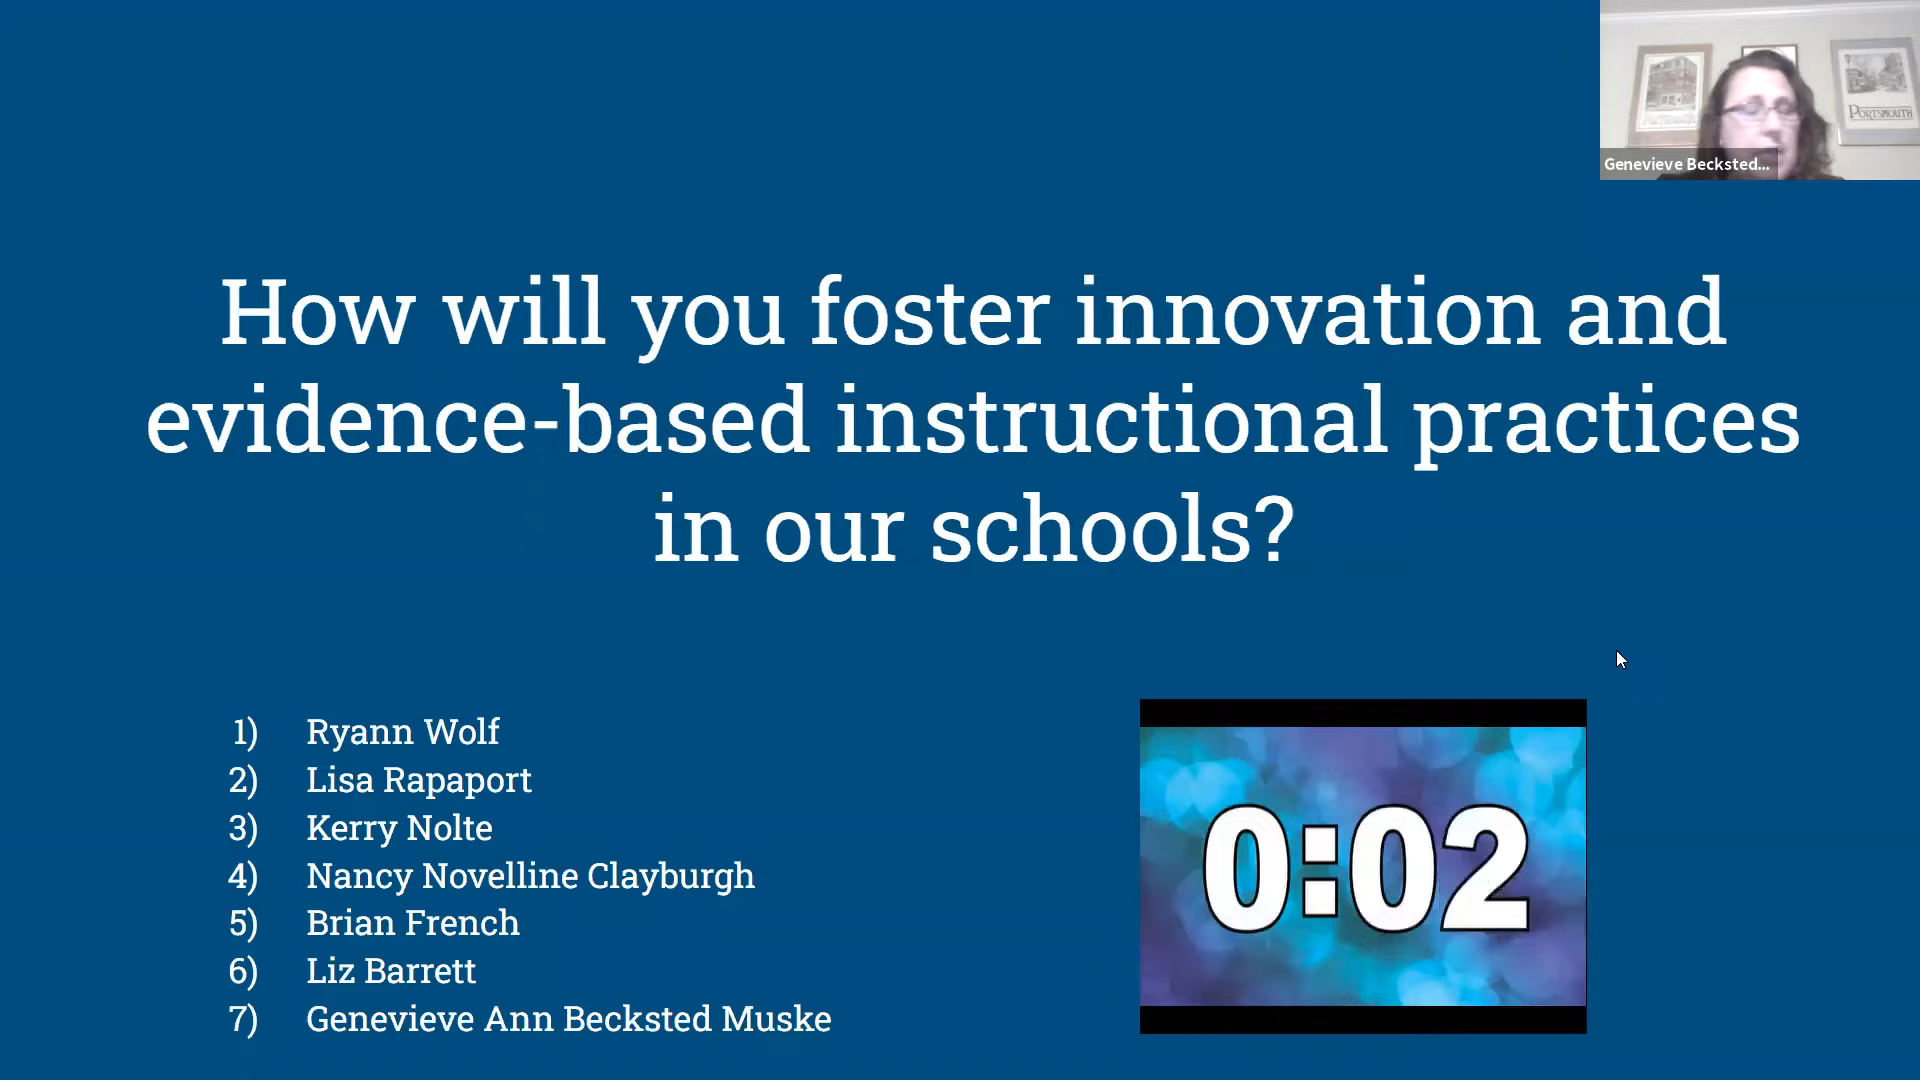 PORTSMOUTH
Genevieve Becksted...
How will you foster innovation and
evidence-based instructional practices
in our schools?
1) Ryann Wolf
2) Lisa Rapaport
3) Kerry Nolte
4) Nancy Novelline Clayburgh
5) Brian French
6) Liz Barrett
7) Genevieve Ann Becksted Muske
0:02